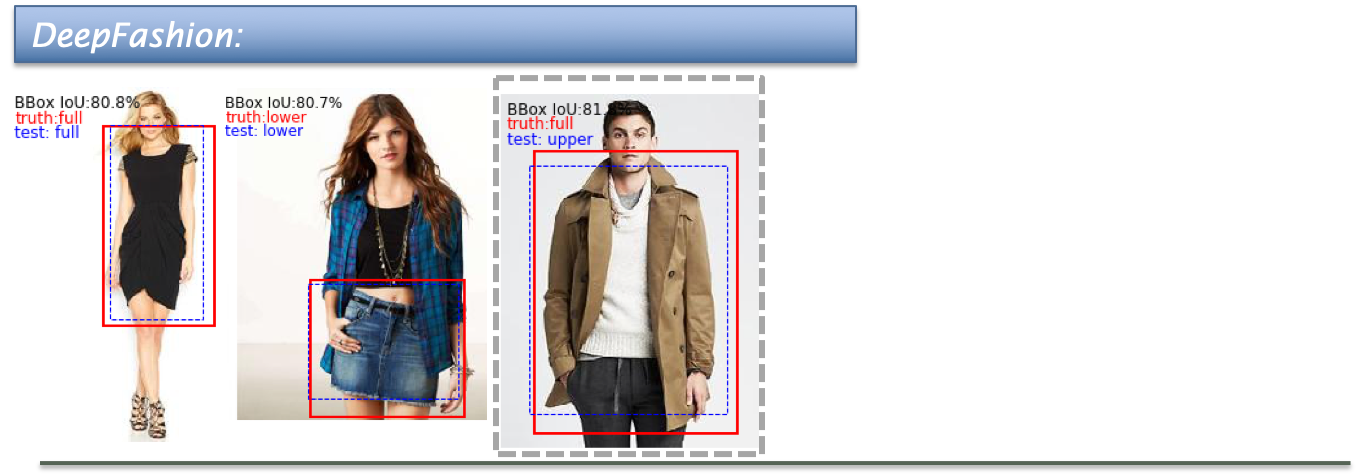 DeepFashion:
BBox IoU:80.8%
truth:full
test: full
BBox IoU:80.7%
truth:lower
test: lower
BBox IoU:81.
truth:full
test: upper